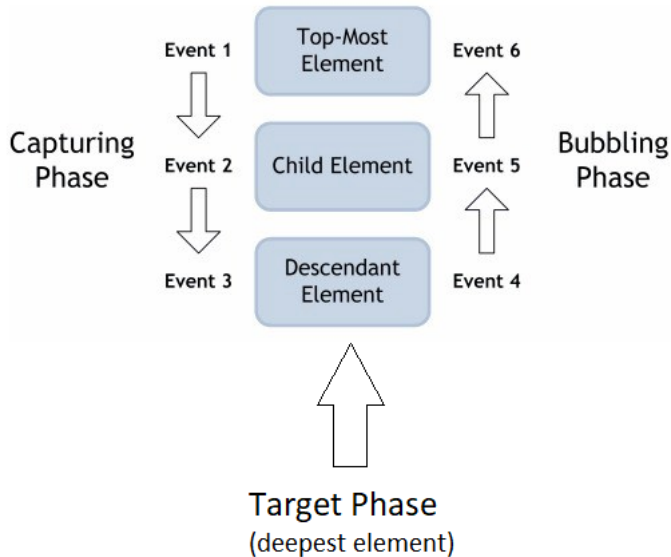 Event 1
Top-Most
Element
Event 6
Capturing
Phase
Event 2
Child Element
Event 5
Bubbling
Phase
Event 3
Descendant
Element
Event 4
Target Phase
(deepest element)